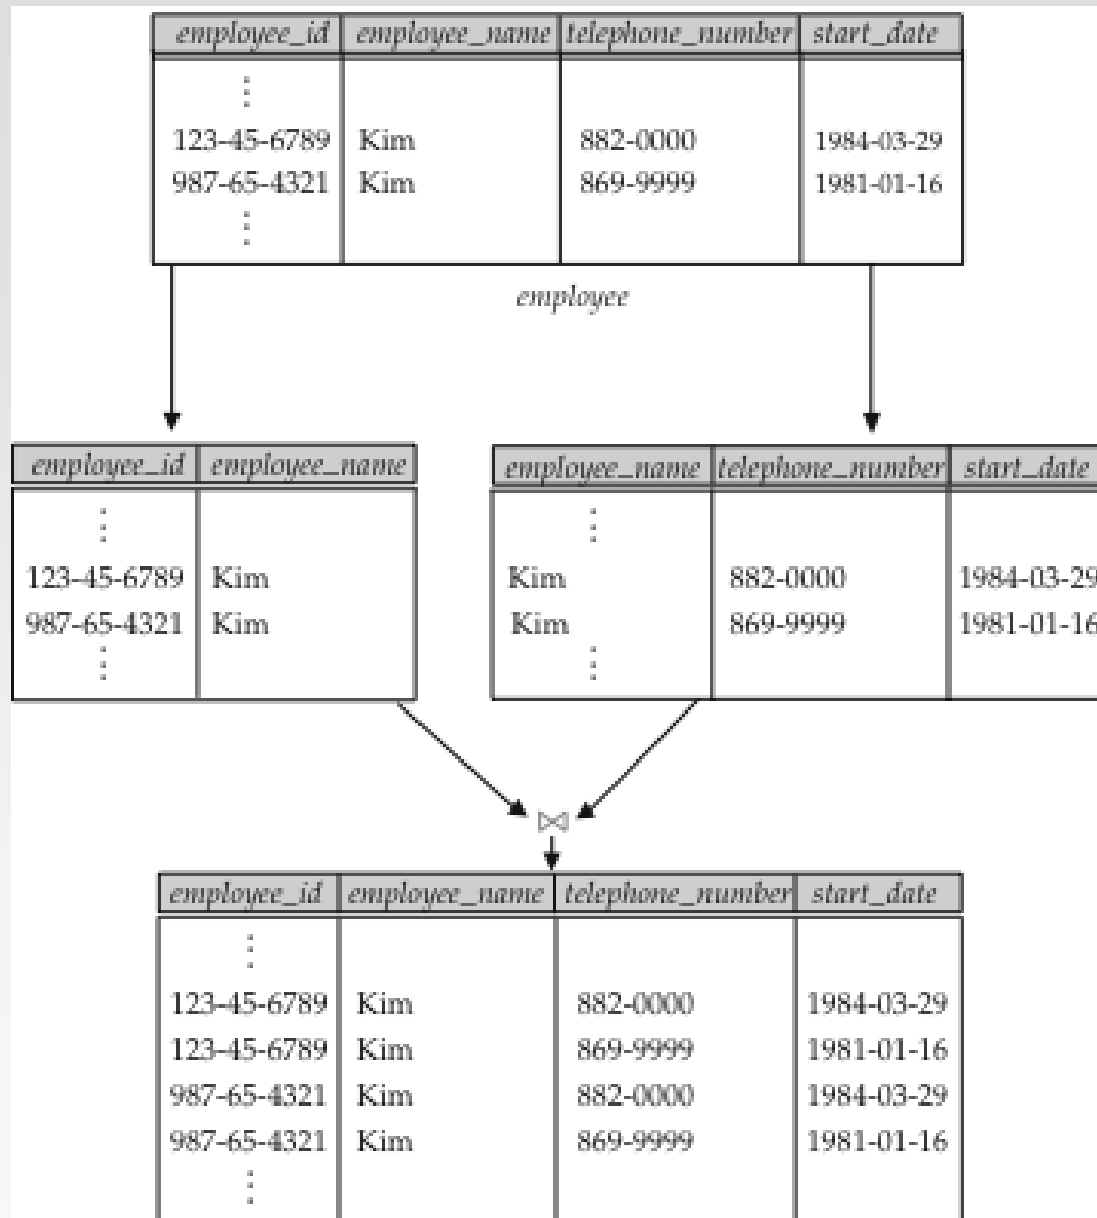 employee_id employee_name telephone_number start_date
⋮
123-45-6789 Kim 882-0000 1984-03-29
987-65-4321 Kim 869-9999 1981-01-16
⋮
employee
employee_id employee_name
⋮
123-45-6789 Kim
987-65-4321 Kim
⋮
employee_name telephone_number start_date
⋮
Kim 882-0000 1984-03-29
Kim 869-9999 1981-01-16
⋮
⋈
employee_id employee_name telephone_number start_date
⋮
123-45-6789 Kim 882-0000 1984-03-29
123-45-6789 Kim 869-9999 1981-01-16
987-65-4321 Kim 882-0000 1984-03-29
987-65-4321 Kim 869-9999 1981-01-16
⋮